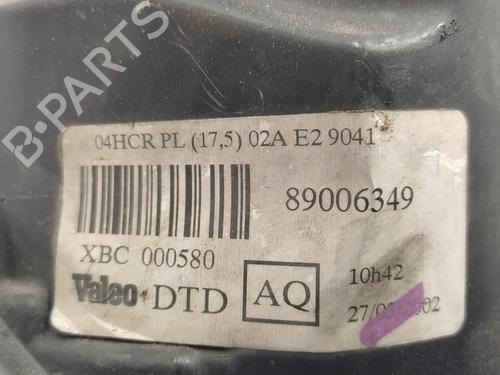 B-PARTS
04HCR PL (17,5) 02A E2 9041
89006349
XBC 000580
Valeo DTD AQ
10h42